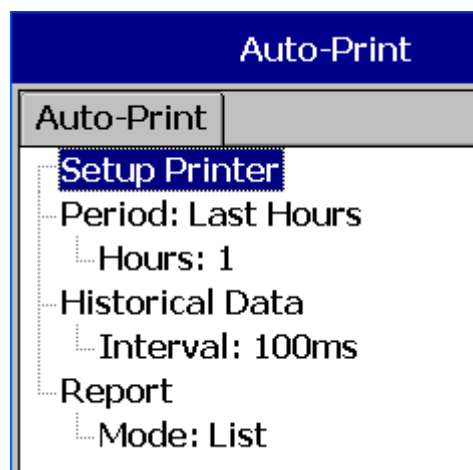 Auto-Print
Auto-Print
Setup Printer
Period: Last Hours
Hours: 1
Historical Data
Interval: 100ms
Report
Mode: List